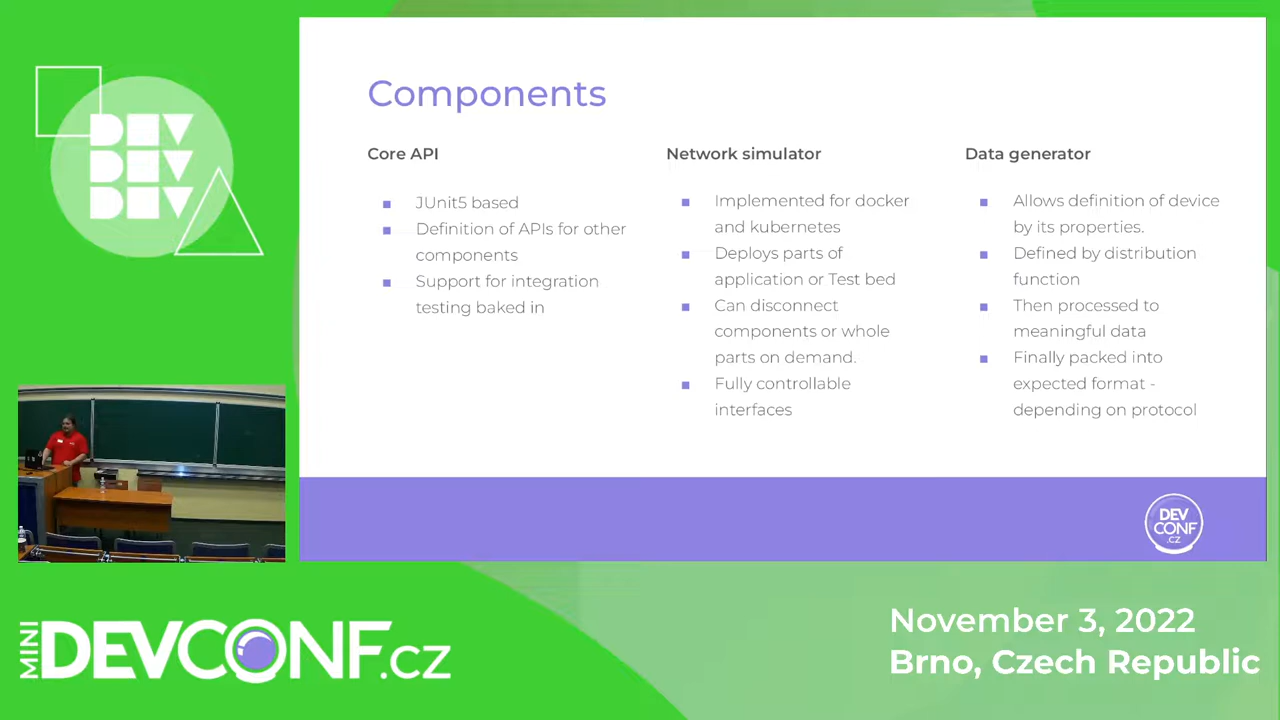 DEV
DEV
DEV
Components
Core API
JUnit5 based
Definition of APIs for other
components
Support for integration
testing baked in
Network simulator
Implemented for docker
and kubernetes
Deploys parts of
application or Test bed
Can disconnect
components or whole
parts on demand.
Fully controllable
interfaces
Data generator
Allows definition of device
by its properties.
Defined by distribution
function
Then processed to
meaningful data
Finally packed into
expected format -
depending on protocol
DEV
CONF
.CZ
MINI
DEVCONF.cz
November 3, 2022
Brno, Czech Republic